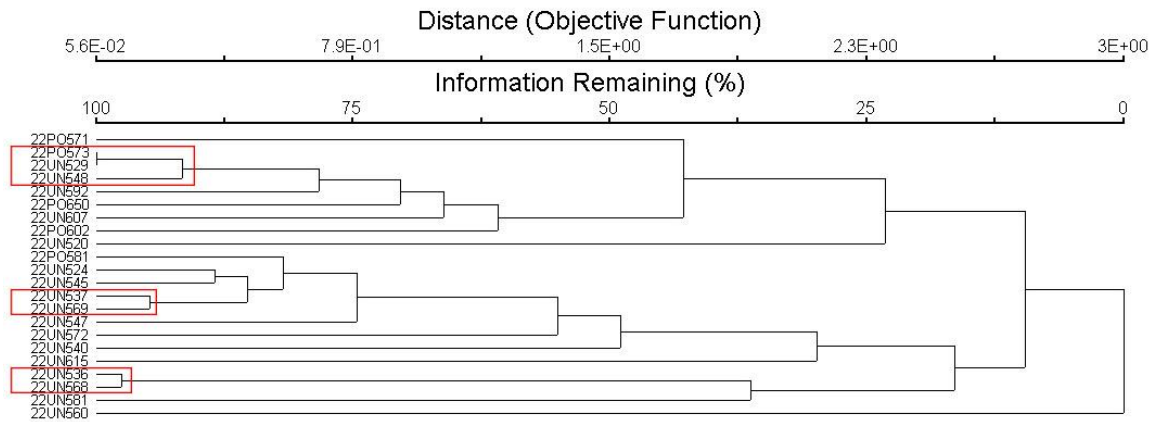 Distance (Objective Function)
5.6E-02 7.9E-01 1.5E+00 2.3E+00 3E+00
Information Remaining (%)
100 75 50 25 0
22PO571
22PO573
22UN529
22UN548
22UN592
22PO650
22UN607
22PO602
22UN520
22PO581
22UN524
22UN545
22UN537
22UN569
22UN547
22UN572
22UN540
22UN615
22UN536
22UN568
22UN581
22UN560